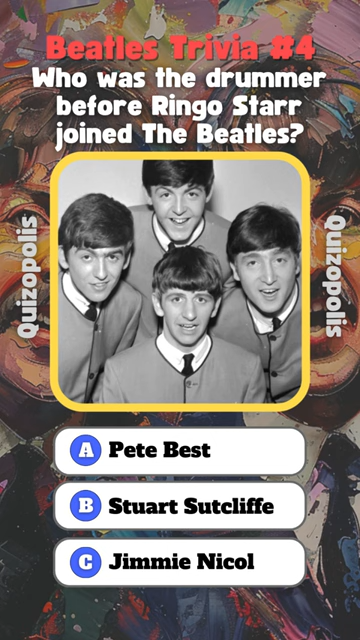 Beatles Trivia #4
Who was the drummer
before Ringo Starr
joined The Beatles?
Quizopolis
Quizopolis
A Pete Best
B Stuart Sutcliffe
C Jimmie Nicol